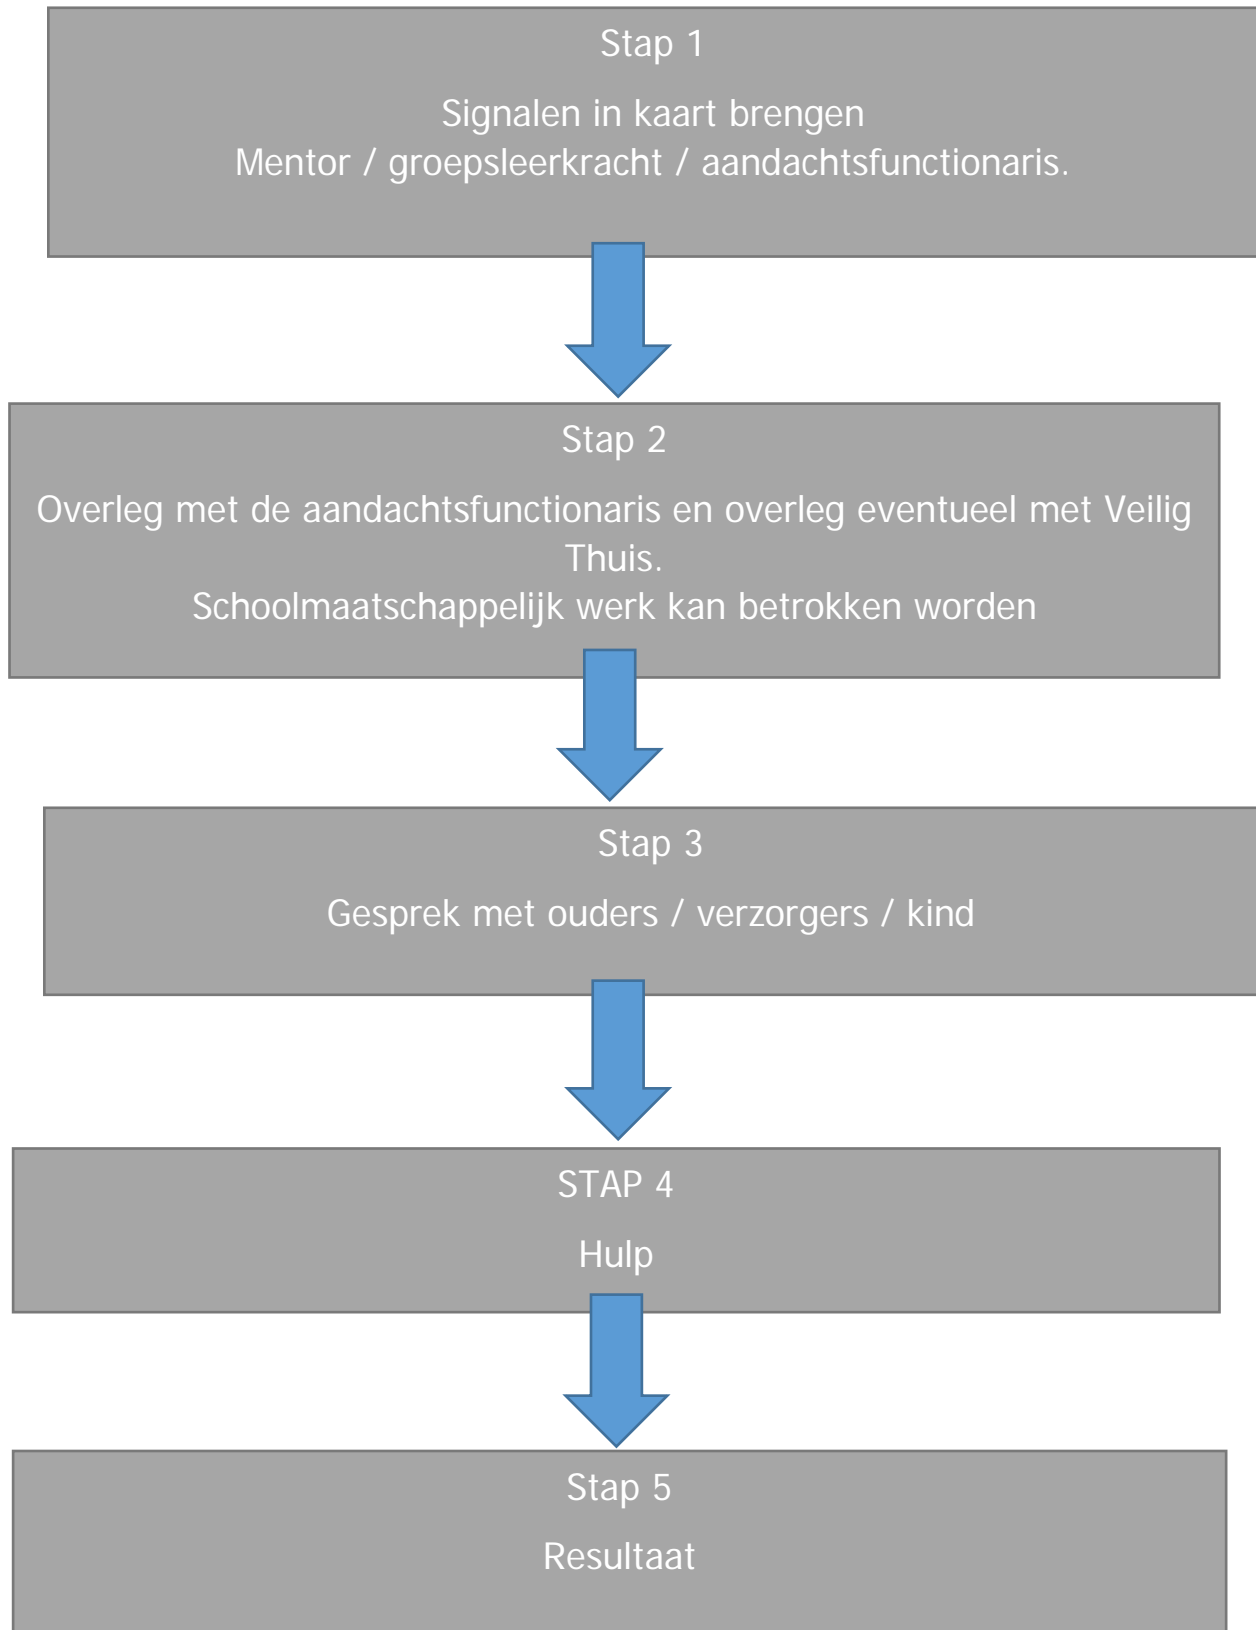 Stap 1
Signalen in kaart brengen
Mentor / groepsleerkracht / aandachtsfunctionaris.
Stap 2
Overleg met de aandachtsfunctionaris en overleg eventueel met Veilig
Thuis.
Schoolmaatschappelijk werk kan betrokken worden
Stap 3
Gesprek met ouders / verzorgers / kind
STAP 4
Hulp
Stap 5
Resultaat